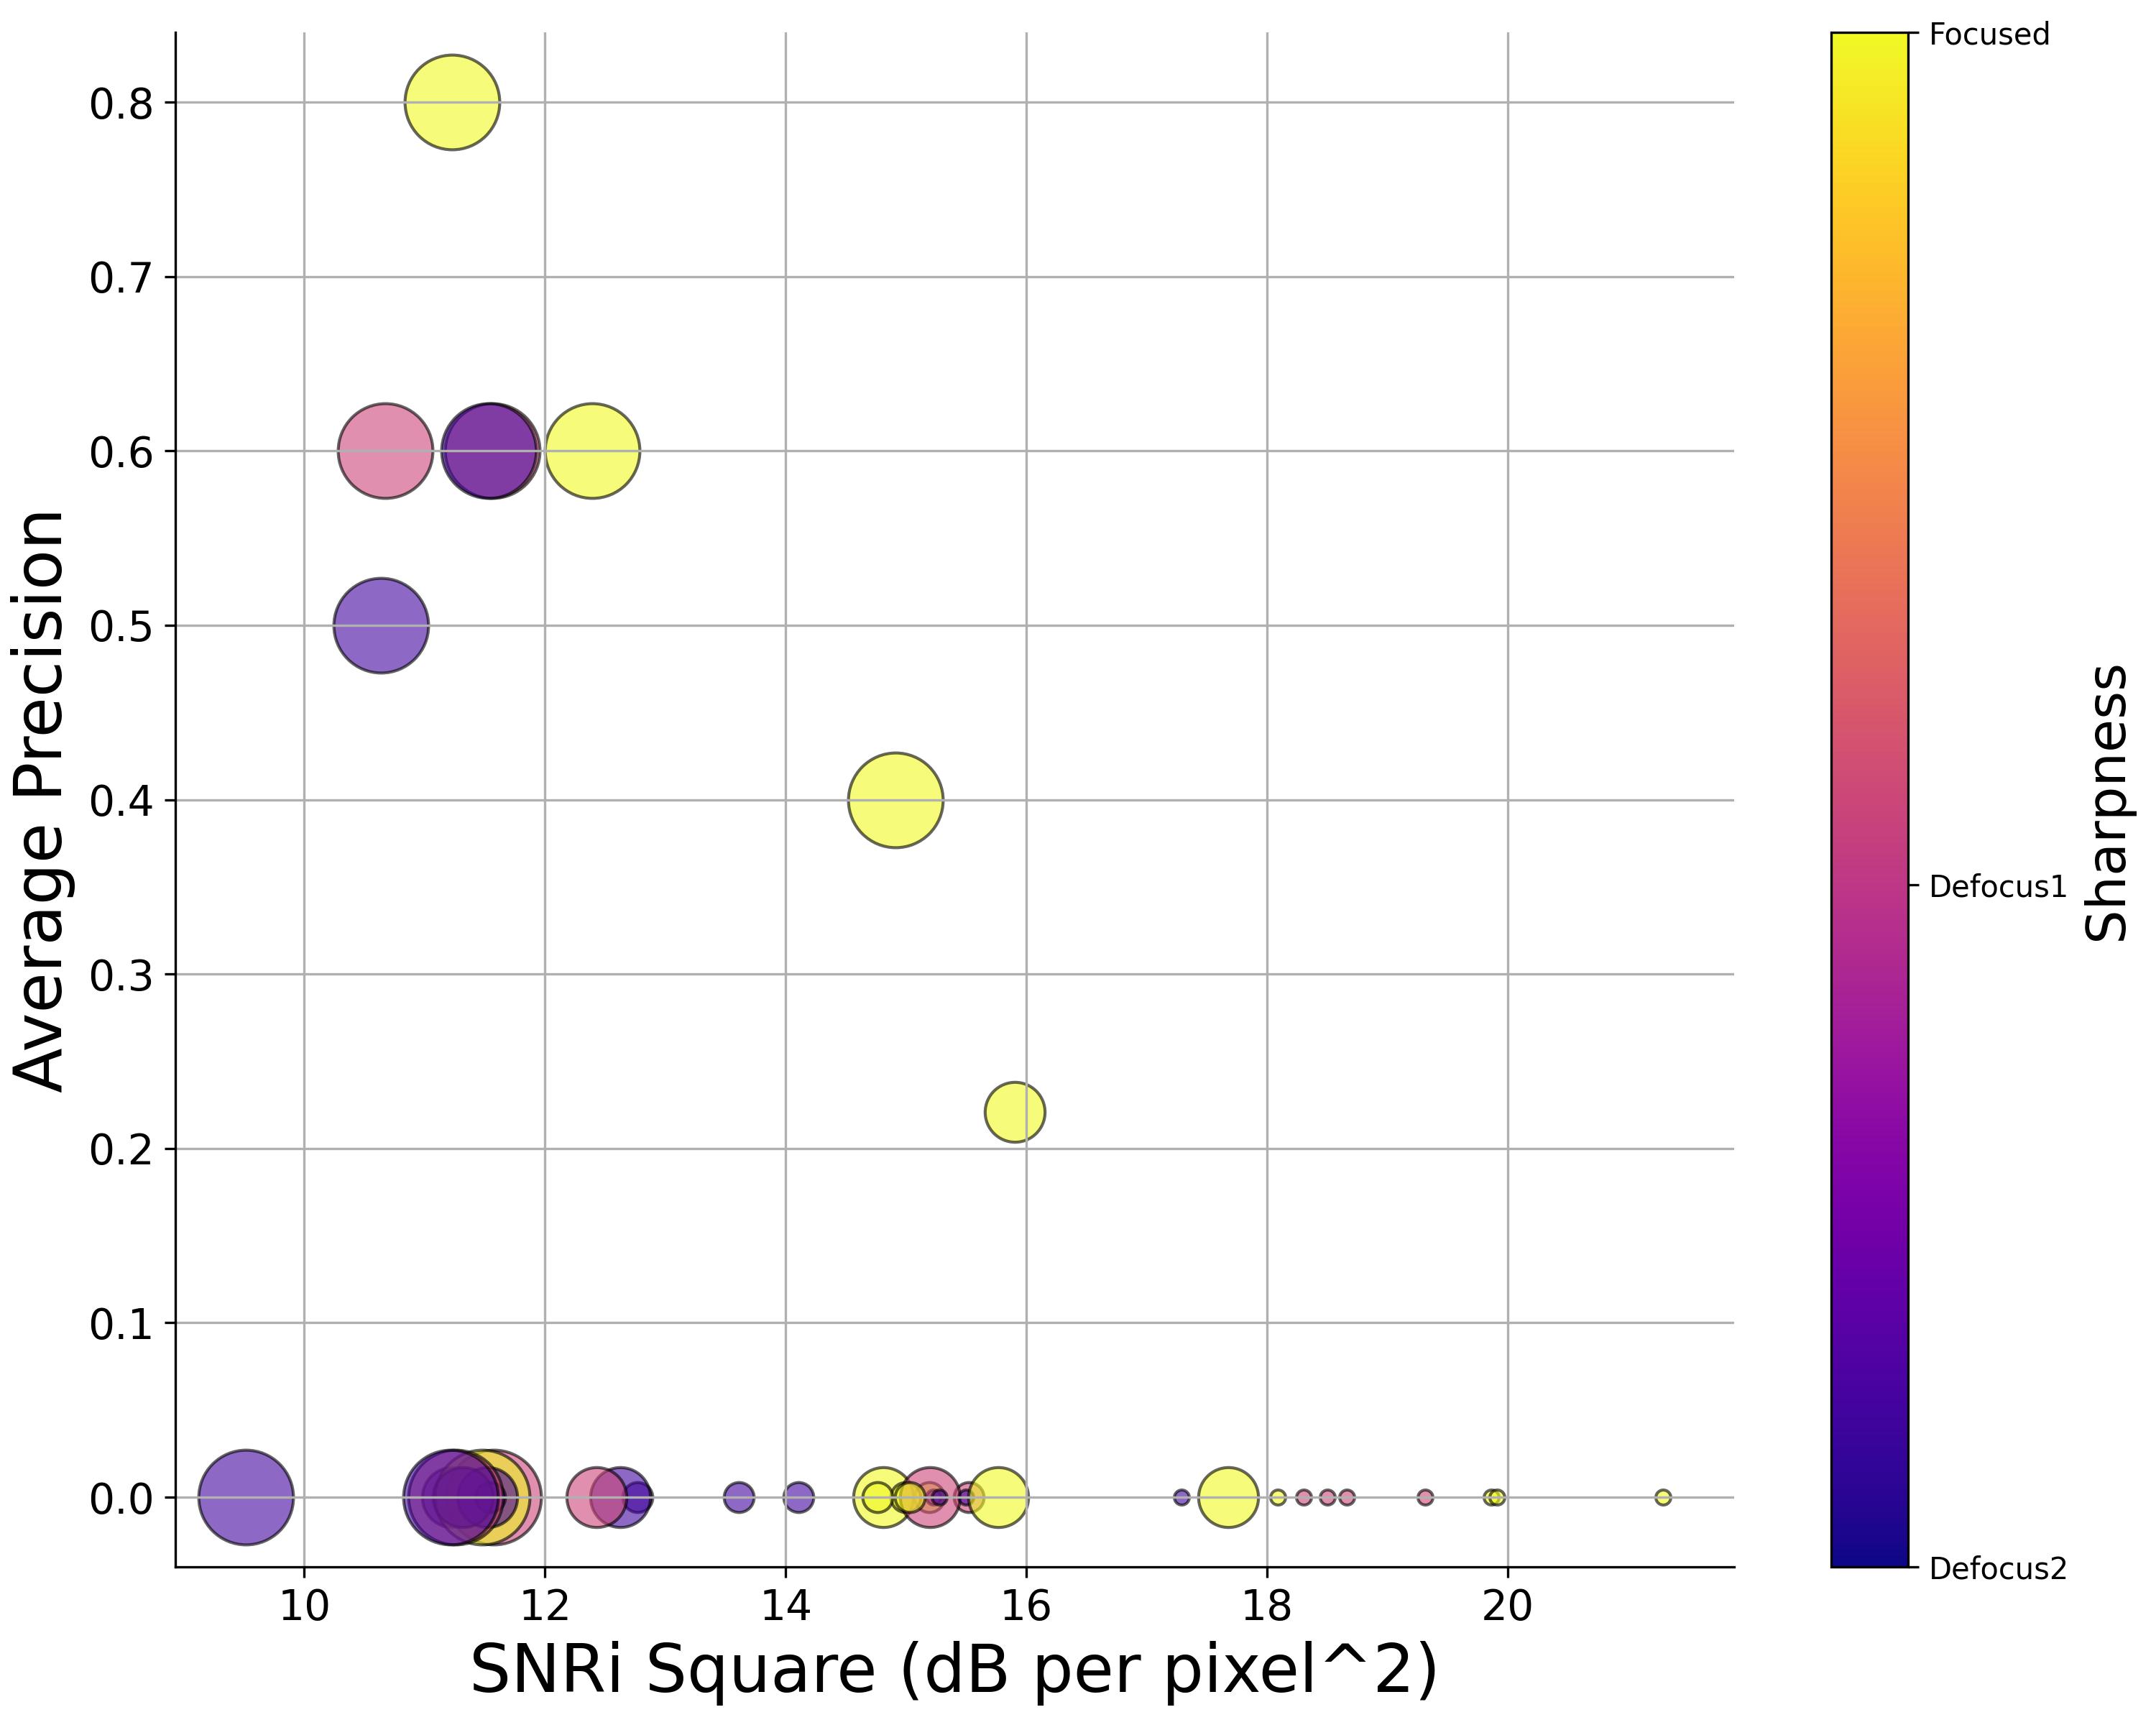 0.8
0.7
0.6
0.5
0.4
0.3
0.2
0.1
0.0
Average Precision
10 12 14 16 18 20
SNRi Square (dB per pixel^2)
Focused
Defocus1
Defocus2
Sharpness